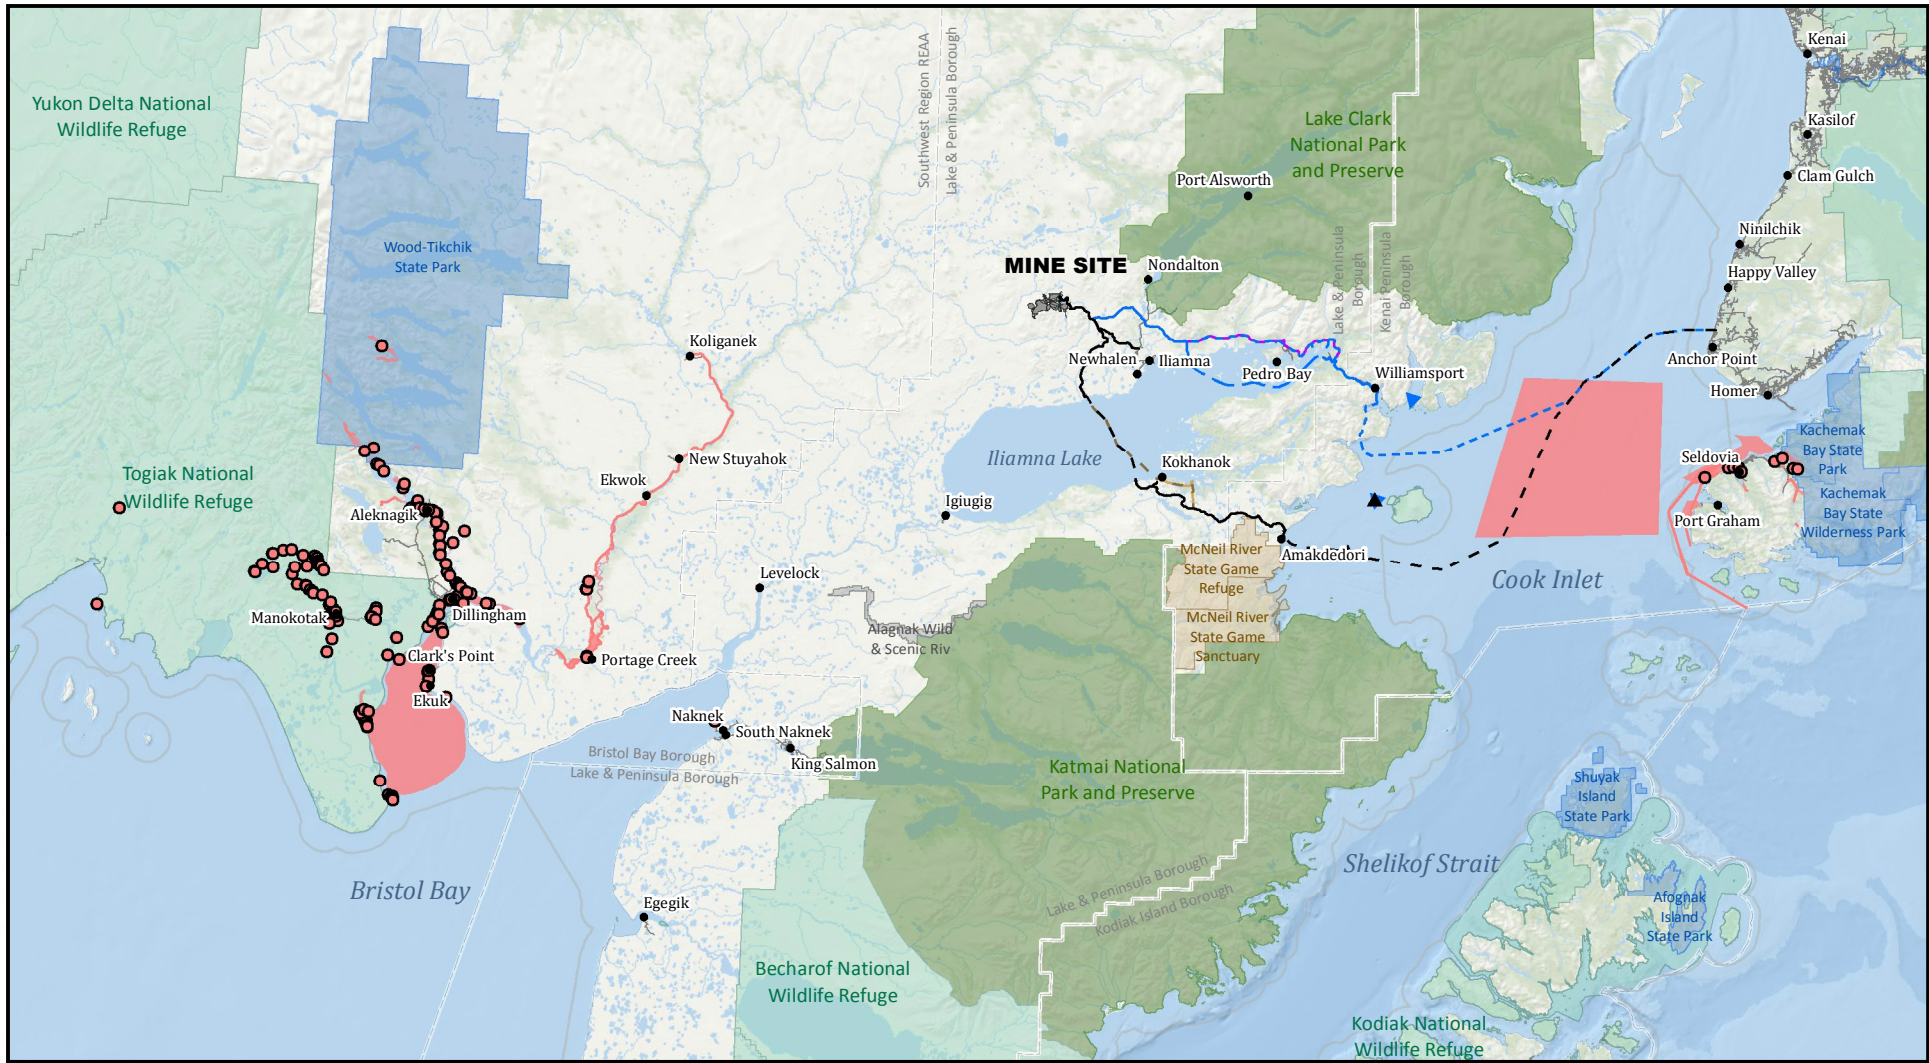 Kenai
Yukon Delta National
Wildlife Refuge
Southwest Region REAA
Lake & Peninsula Borough
Lake Clark
National Park
and Preserve
Kasilof
Port Alsworth
Clam Gulch
Wood-Tikchik
State Park
Ninilchik
MINE SITE
Nondalton
Lake & Peninsula
Borough
Kenai Peninsula
Borough
Happy Valley
Koliganek
Newhalen
Iliamna
Pedro Bay
Williamsport
Anchor Point
Homer
Kachemak
Bay State
Park
Togiak National
Wildlife Refuge
New Stuyahok
Iliamna Lake
Kokhanok
Seldovia
Ekwok
Igiugig
Aleknagik
Kachemak
Bay State
Wilderness Park
Port Graham
McNeil River
State Game
Refuge
Amakdedori
Cook Inlet
Levelock
Manokotak
Dillingham
McNeil River
State Game
Sanctuary
Alagnak Wild
& Scenic Riv
Clark's Point
Portage Creek
Ekuk
Naknek
South Naknek
King Salmon
Bristol Bay Borough
Lake & Peninsula Borough
Katmai National
Park and Preserve
Shuyak
Island
State Park
Shelikof Strait
Bristol Bay
Lake & Peninsula Borough
Kodiak Island Borough
Egegik
Afognak
Island
State Park
Becharof National
Wildlife Refuge
Kodiak National
Wildlife Refuge